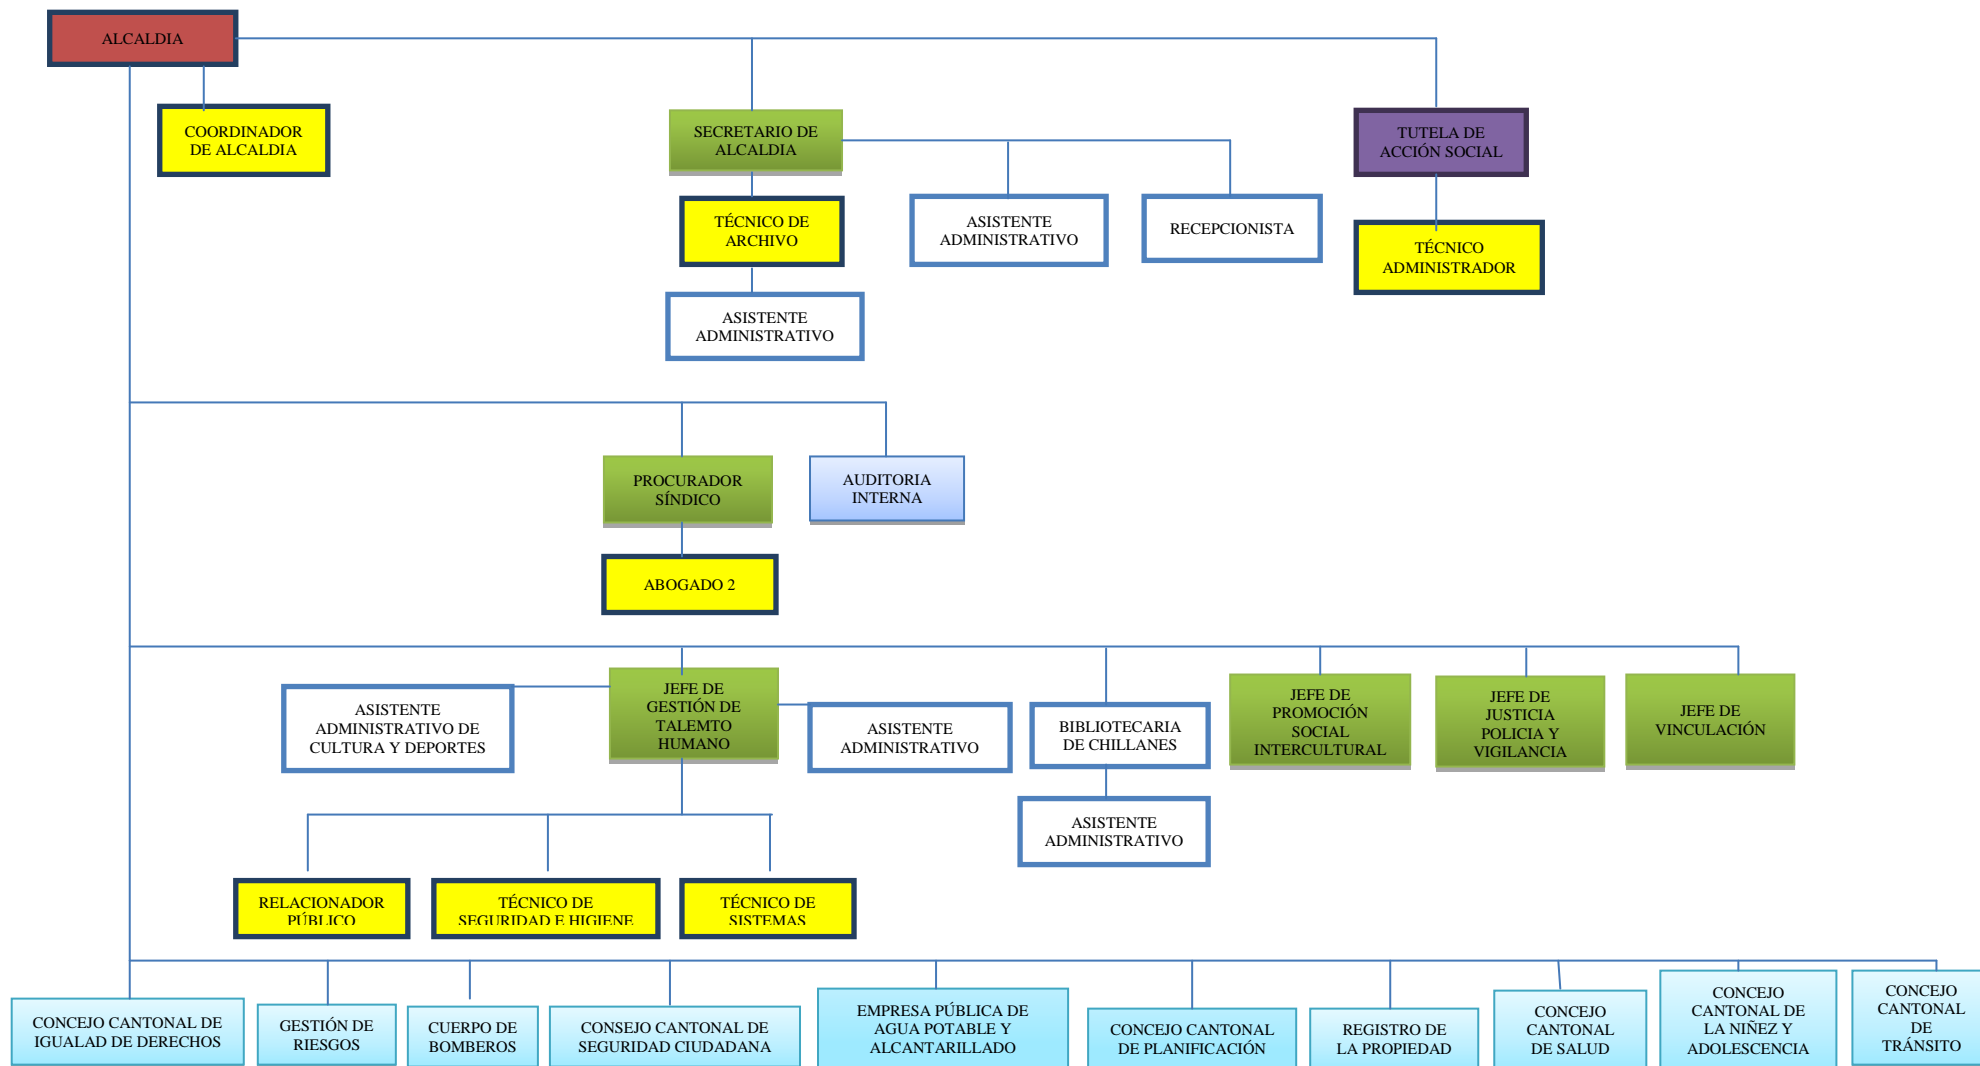 ALCALDIA
COORDINADOR
DE ALCALDIA
SECRETARIO DE
ALCALDIA
TUTELA DE
ACCIÓN SOCIAL
TÉCNICO DE
ARCHIVO
ASISTENTE
ADMINISTRATIVO
RECEPCIONISTA
TÉCNICO
ADMINISTRADOR
ASISTENTE
ADMINISTRATIVO
PROCURADOR
SÍNDICO
AUDITORIA
INTERNA
ABOGADO 2
ASISTENTE
ADMINISTRATIVO DE
CULTURA Y DEPORTES
JEFE DE
GESTIÓN DE
TALEMTO
HUMANO
ASISTENTE
ADMINISTRATIVO
BIBLIOTECARIA
DE CHILLANES
JEFE DE
PROMOCIÓN
SOCIAL
INTERCULTURAL
JEFE DE
JUSTICIA
POLICIA Y
VIGILANCIA
JEFE DE
VINCULACIÓN
ASISTENTE
ADMINISTRATIVO
RELACIONADOR
PÚBLICO
TÉCNICO DE
SEGURIDAD E HIGIENE
TÉCNICO DE
SISTEMAS
CONCEJO CANTONAL DE
IGUALAD DE DERECHOS
GESTIÓN DE
RIESGOS
CUERPO DE
BOMBEROS
CONSEJO CANTONAL DE
SEGURIDAD CIUDADANA
EMPRESA PÚBLICA DE
AGUA POTABLE Y
ALCANTARILLADO
CONCEJO CANTONAL
DE PLANIFICACIÓN
REGISTRO DE
LA PROPIEDAD
CONCEJO
CANTONAL
DE SALUD
CONCEJO
CANTONAL DE
LA NIÑEZ Y
ADOLESCENCIA
CONCEJO
CANTONAL
DE
TRÁNSITO